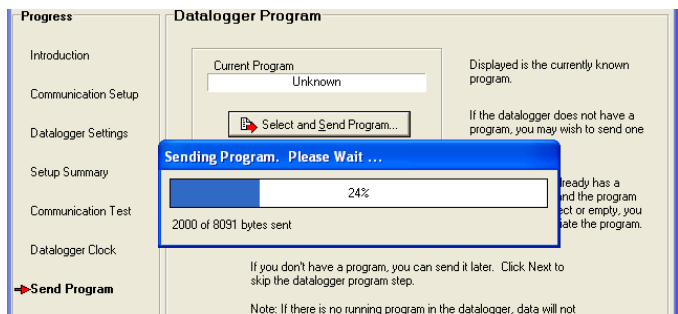 Progress
Introduction
Communication Setup
Datalogger Settings
Setup Summary
Communication Test
Datalogger Clock
Send Program
Datalogger Program
Current Program
Unknown
Select and Send Program...
Displayed is the currently known
program.
If the datalogger does not have a
program, you may wish to send one
Sending Program. Please Wait ...
24%
2000 of 8091 bytes sent
already has a
and the program
or empty, you
the program.
If you don't have a program, you can send it later. Click Next to
skip the datalogger program step.
Note: If there is no running program in the datalogger, data will not